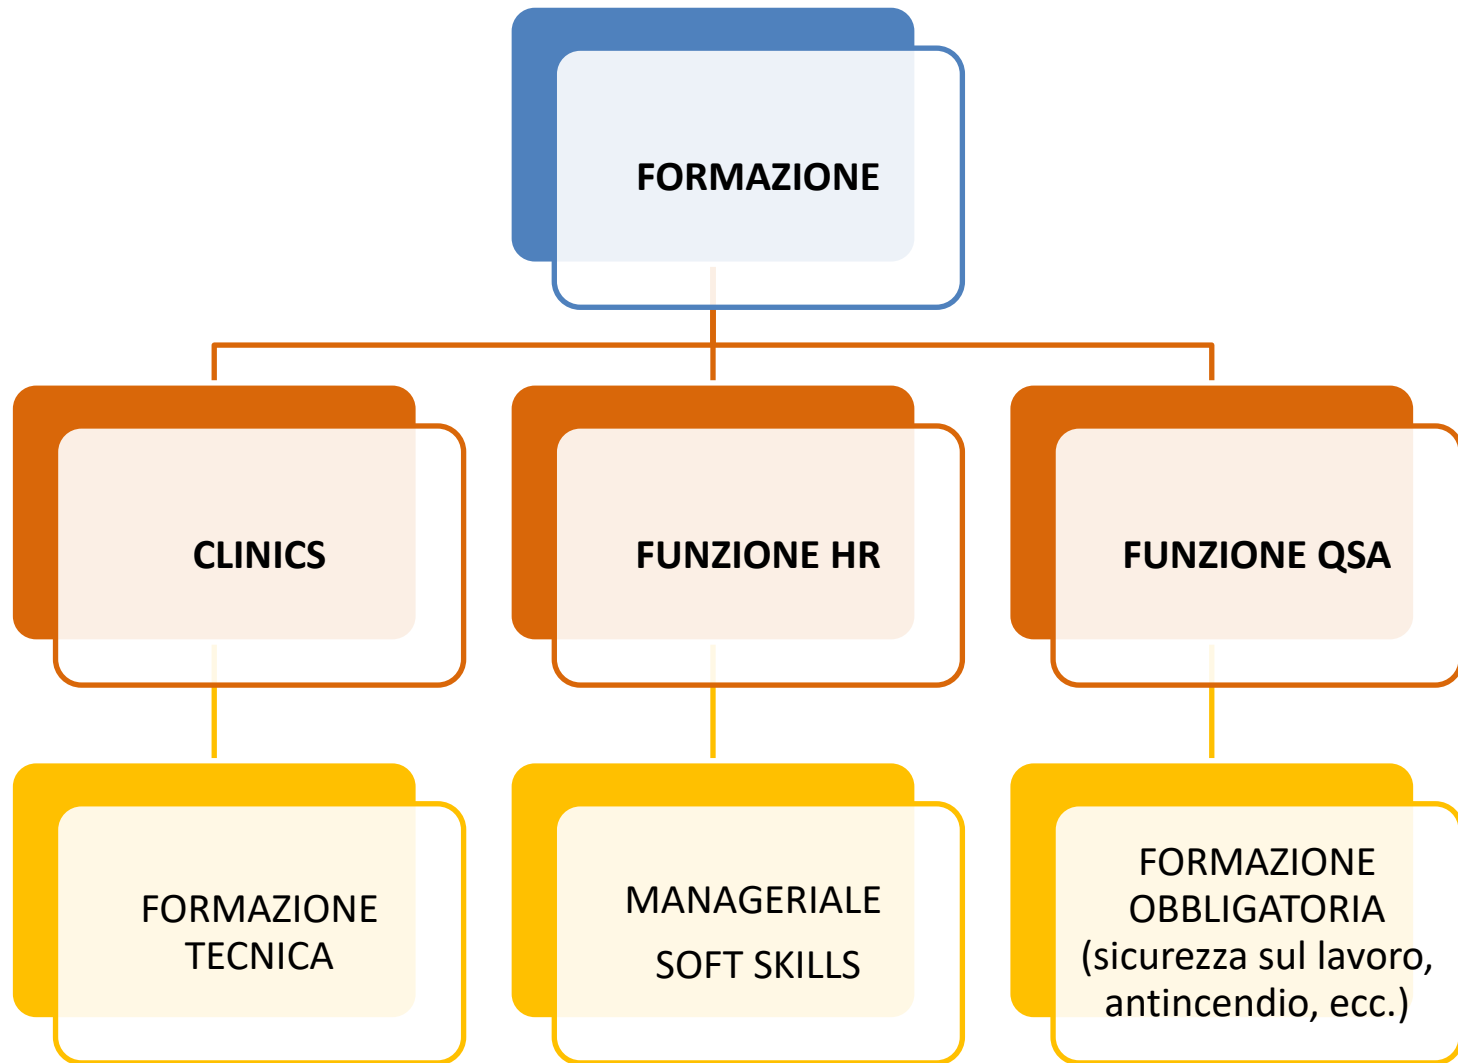 FORMAZIONE
CLINICS
FUNZIONE HR
FUNZIONE QSA
FORMAZIONE
TECNICA
MANAGERIALE
SOFT SKILLS
FORMAZIONE
OBBLIGATORIA
(sicurezza sul lavoro,
antincendio, ecc.)